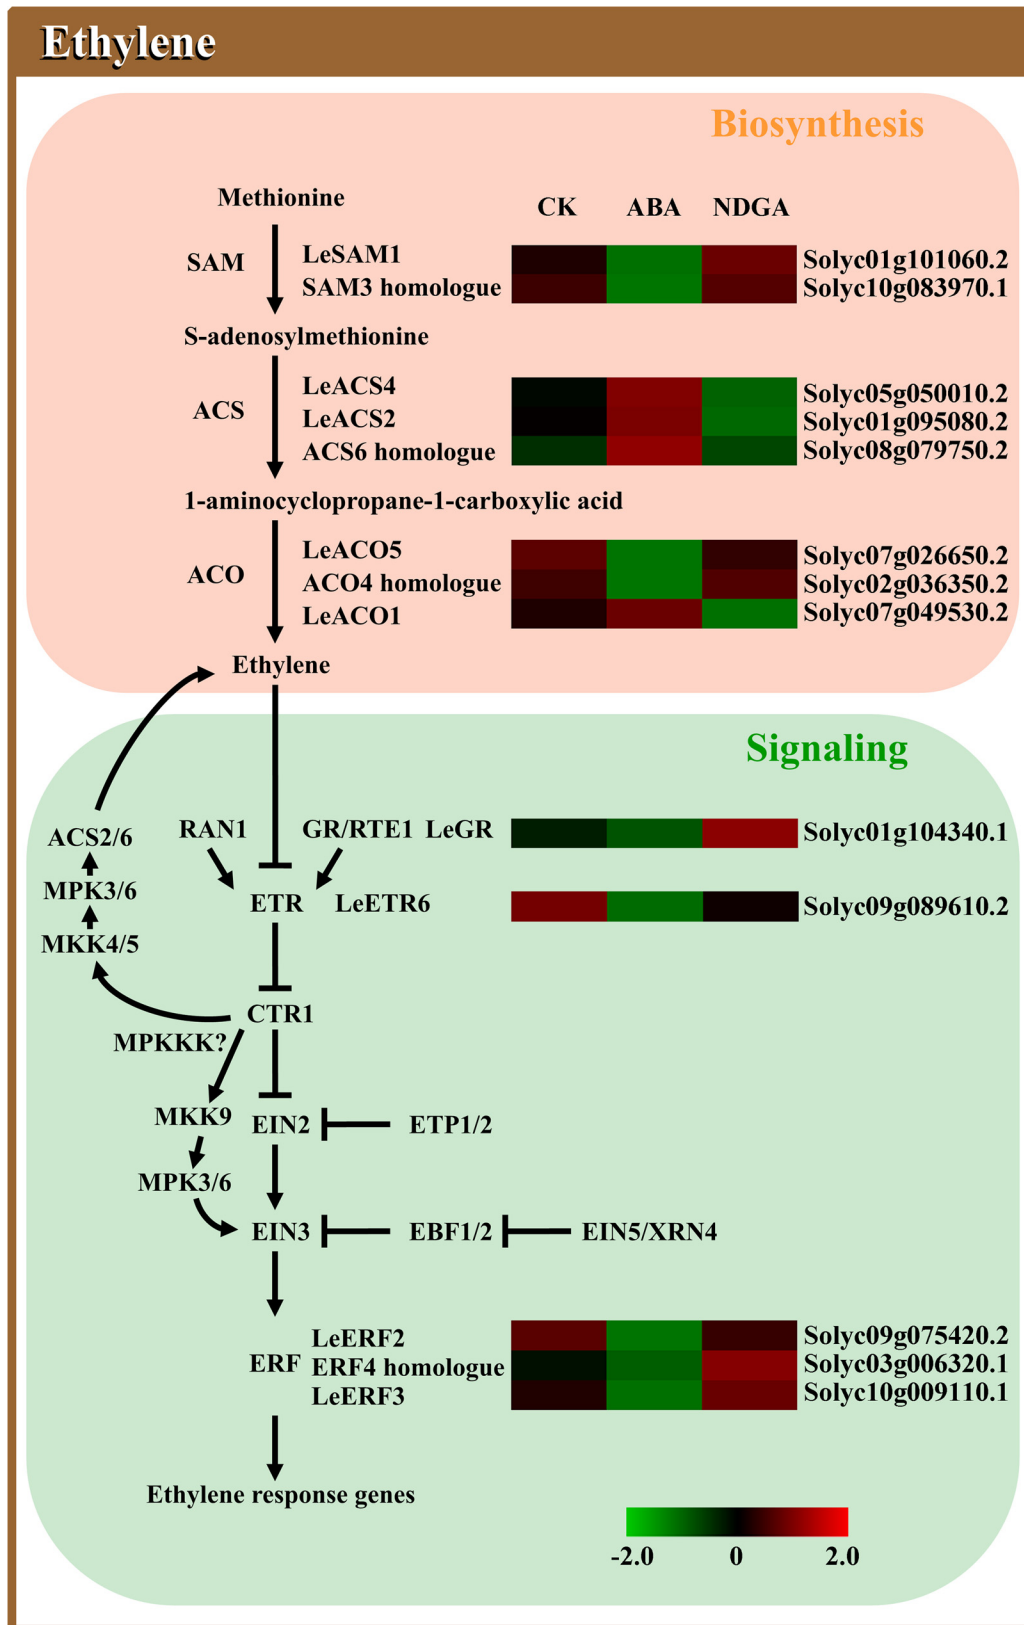 Ethylene
Biosynthesis
Methionine
CK ABA NDGA
SAM
LeSAM1 Solyc01g101060.2
SAM3 homologue Solyc10g083970.1
S-adenosylmethionine
ACS
LeACS4 Solyc05g050010.2
LeACS2 Solyc01g095080.2
ACS6 homologue Solyc08g079750.2
1-aminocyclopropane-1-carboxylic acid
ACO
LeACO5 Solyc07g026650.2
ACO4 homologue Solyc02g036350.2
LeACO1 Solyc07g049530.2
Ethylene
Signaling
ACS2/6 RAN1 GR/RTE1 LeGR Solyc01g104340.1
MPK3/6
ETR LeETR6 Solyc09g089610.2
MKK4/5
CTR1
MPKKK?
MKK9 EIN2 ETP1/2
MPK3/6
EIN3 EBF1/2 EIN5/XRN4
ERF
LeERF2 Solyc09g075420.2
ERF4 homologue Solyc03g006320.1
LeERF3 Solyc10g009110.1
Ethylene response genes
-2.0 0 2.0